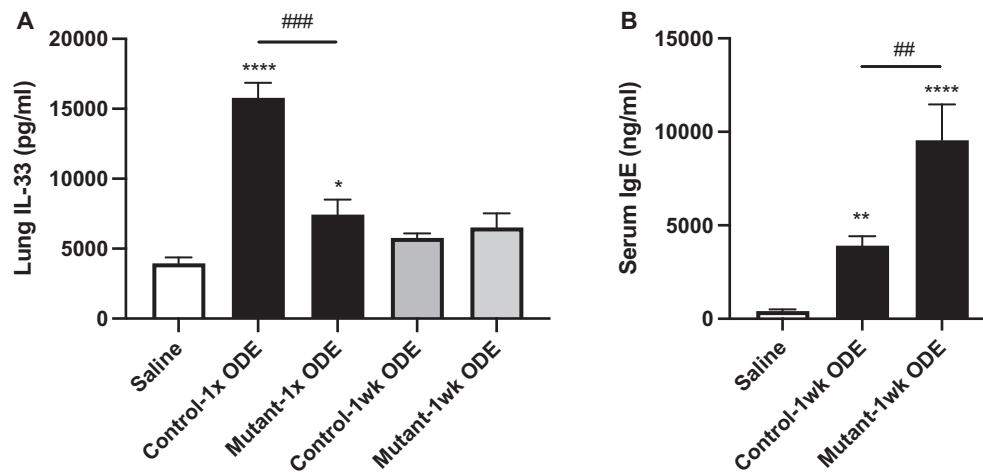 A
Lung IL-33 (pg/ml)
20000
15000
10000
5000
0
###
****
*
Saline
Control-1x ODE
Mutant-1x ODE
Control-1wk ODE
Mutant-1wk ODE
B
Serum IgE (ng/ml)
15000
10000
5000
0
##
**
****
Saline
Control-1wk ODE
Mutant-1wk ODE